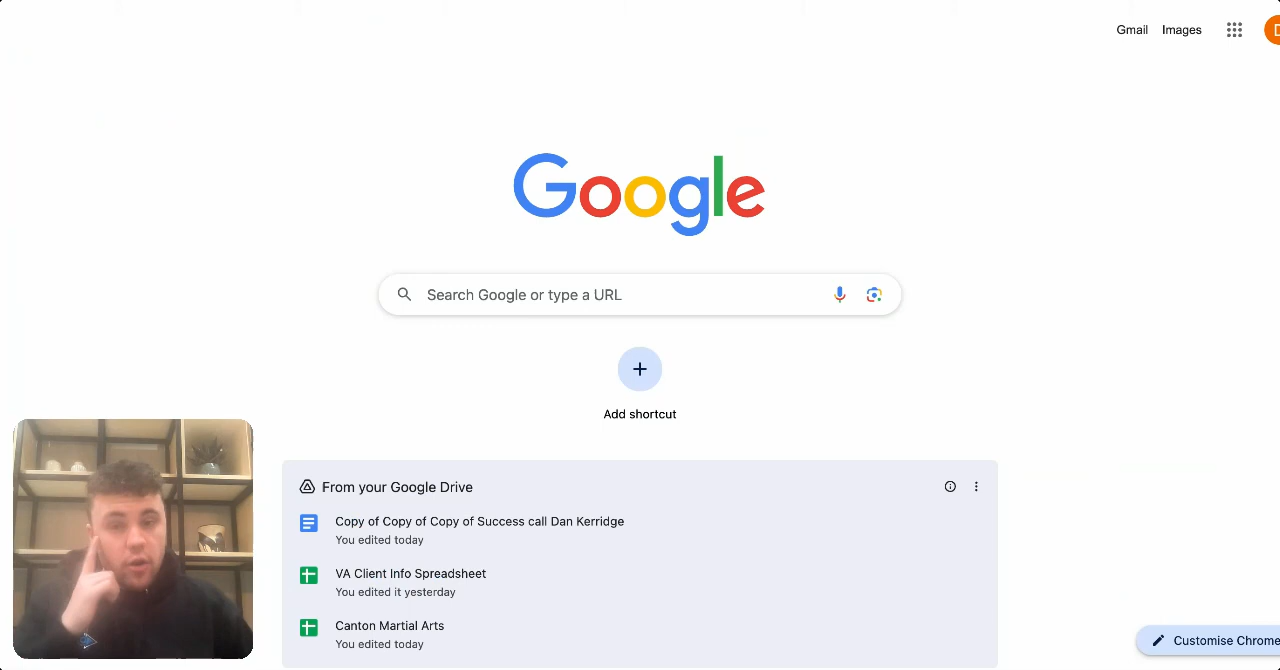 Gmail Images
Google
Search Google or type a URL
Add shortcut
From your Google Drive
Copy of Copy of Copy of Success call Dan Kerridge
You edited today
VA Client Info Spreadsheet
You edited it yesterday
Canton Martial Arts
You edited today
Customise Chrome